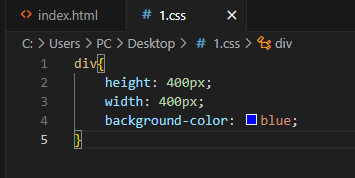 <> index.html # 1.css ×
C: > Users > PC > Desktop > # 1.css > div
1 div{
2 height: 400px;
3 width: 400px;
4 background-color: blue;
5 }